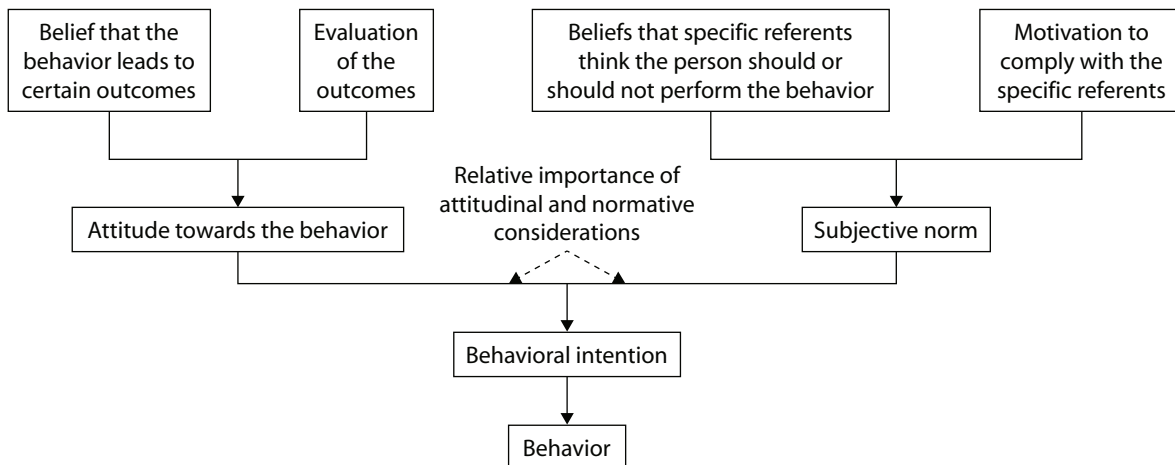 Belief that the
behavior leads to
certain outcomes
Evaluation
of the
outcomes
Beliefs that specific referents
think the person should or
should not perform the behavior
Motivation to
comply with the
specific referents
Relative importance of
attitudinal and normative
considerations
Attitude towards the behavior
Subjective norm
Behavioral intention
Behavior